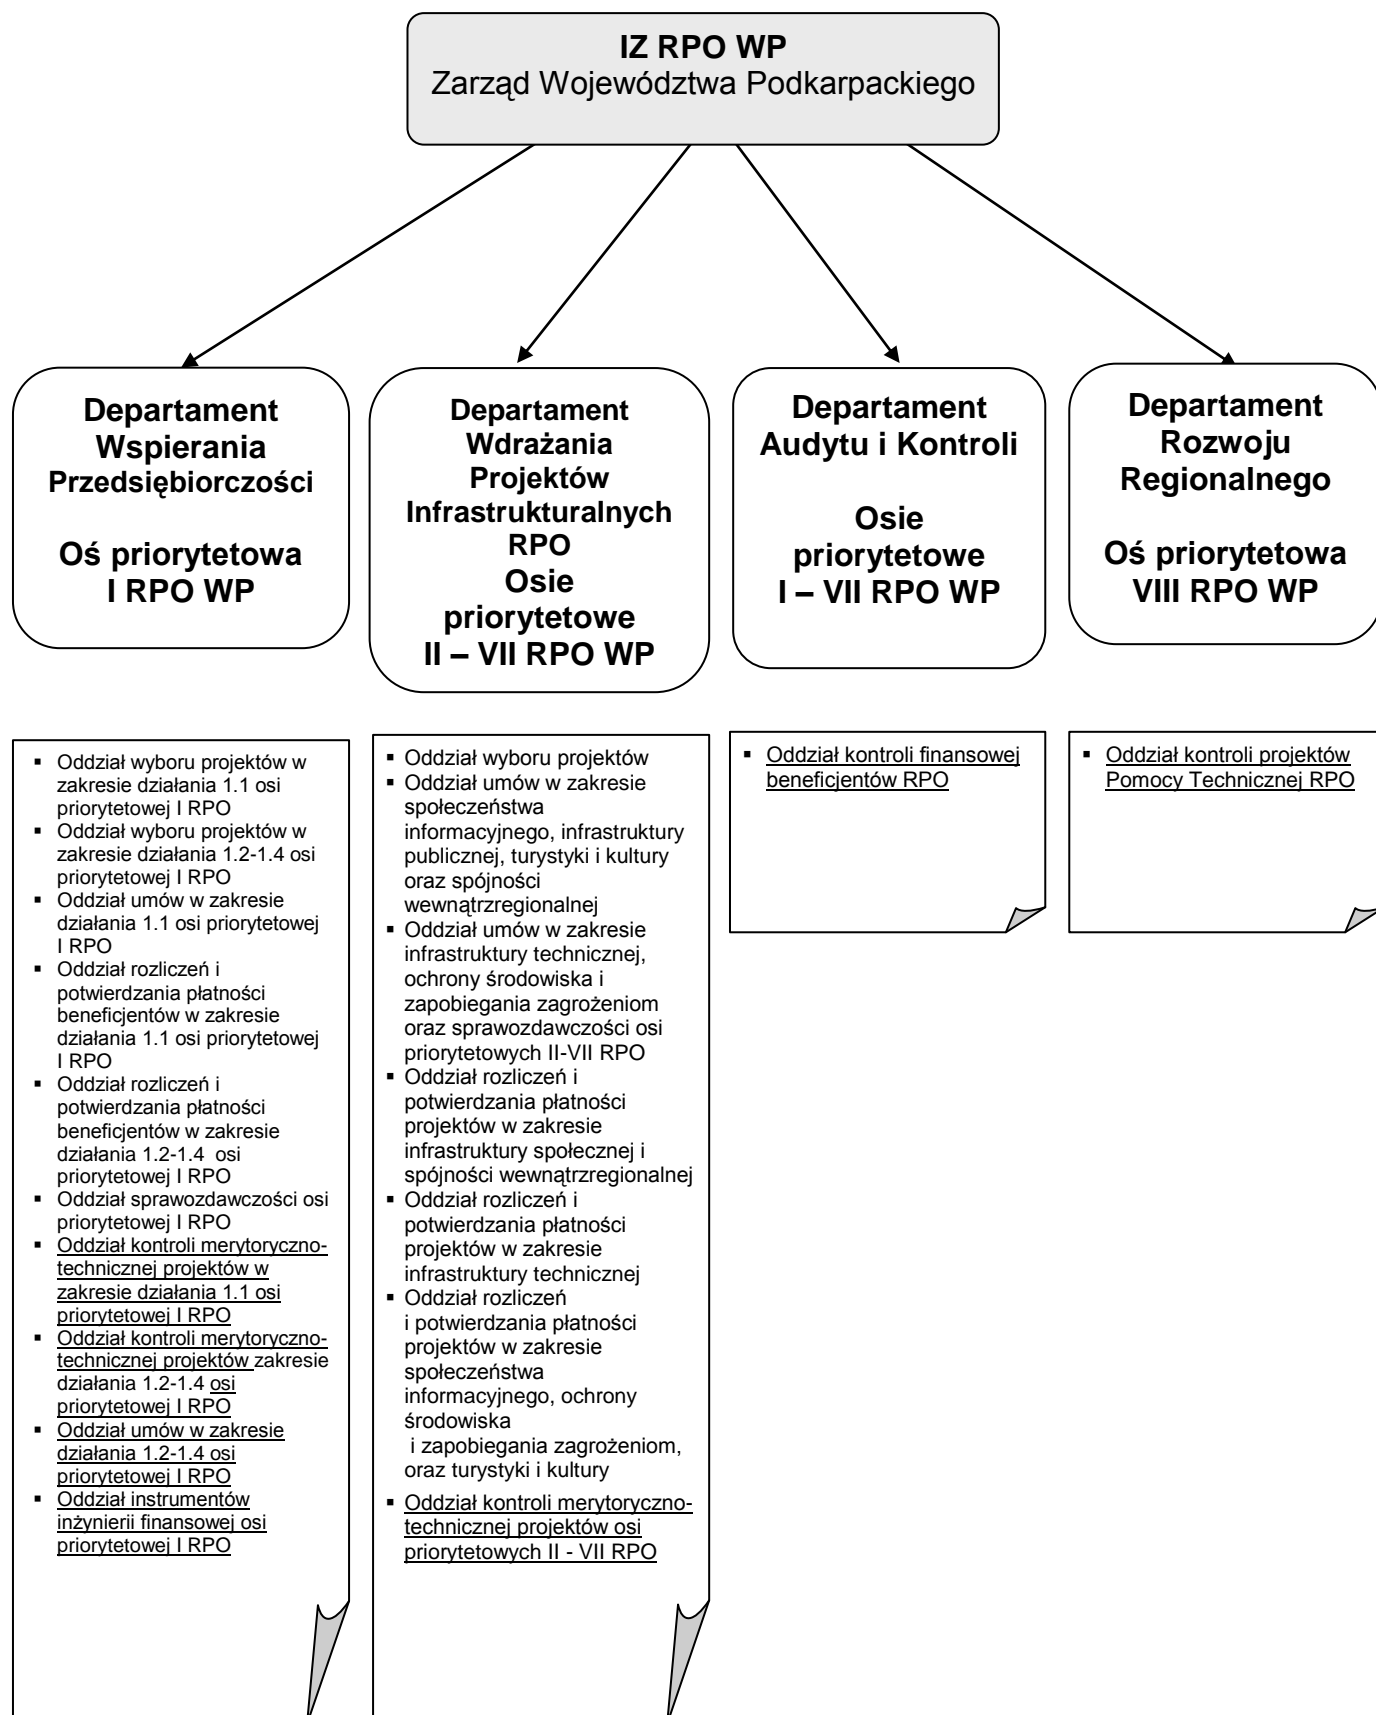 IZ RPO WP
Zarząd Województwa Podkarpackiego
Departament
Wspierania
Przedsiębiorczości
Oś priorytetowa
I RPO WP
Departament
Wdrażania
Projektów
Infrastrukturalnych
RPO
Osie
priorytetowe
II – VII RPO WP
Departament
Audytu i Kontroli
Osie
priorytetowe
I – VII RPO WP
Departament
Rozwoju
Regionalnego
Oś priorytetowa
VIII RPO WP
▪ Oddział wyboru projektów w
zakresie działania 1.1 osi
priorytetowej I RPO
▪ Oddział wyboru projektów w
zakresie działania 1.2-1.4 osi
priorytetowej I RPO
▪ Oddział umów w zakresie
działania 1.1 osi priorytetowej
I RPO
▪ Oddział rozliczeń i
potwierdzania płatności
beneficjentów w zakresie
działania 1.1 osi priorytetowej
I RPO
▪ Oddział rozliczeń i
potwierdzania płatności
beneficjentów w zakresie
działania 1.2-1.4 osi
priorytetowej I RPO
▪ Oddział sprawozdawczości osi
priorytetowej I RPO
▪ Oddział kontroli merytoryczno-
technicznej projektów w
zakresie działania 1.1 osi
priorytetowej I RPO
▪ Oddział kontroli merytoryczno-
technicznej projektów zakresie
działania 1.2-1.4 osi
priorytetowej I RPO
▪ Oddział umów w zakresie
działania 1.2-1.4 osi
priorytetowej I RPO
▪ Oddział instrumentów
inżynierii finansowej osi
priorytetowej I RPO
▪ Oddział wyboru projektów
▪ Oddział umów w zakresie
społeczeństwa
informacyjnego, infrastruktury
publicznej, turystyki i kultury
oraz spójności
wewnątrzregionalnej
▪ Oddział umów w zakresie
infrastruktury technicznej,
ochrony środowiska i
zapobiegania zagrożeniom
oraz sprawozdawczości osi
priorytetowych II-VII RPO
▪ Oddział rozliczeń i
potwierdzania płatności
projektów w zakresie
infrastruktury społecznej i
spójności wewnątrzregionalnej
▪ Oddział rozliczeń i
potwierdzania płatności
projektów w zakresie
infrastruktury technicznej
▪ Oddział rozliczeń
i potwierdzania płatności
projektów w zakresie
społeczeństwa
informacyjnego, ochrony
środowiska
i zapobiegania zagrożeniom,
oraz turystyki i kultury
▪ Oddział kontroli merytoryczno-
technicznej projektów osi
priorytetowych II - VII RPO
▪ Oddział kontroli finansowej
beneficjentów RPO
▪ Oddział kontroli projektów
Pomocy Technicznej RPO